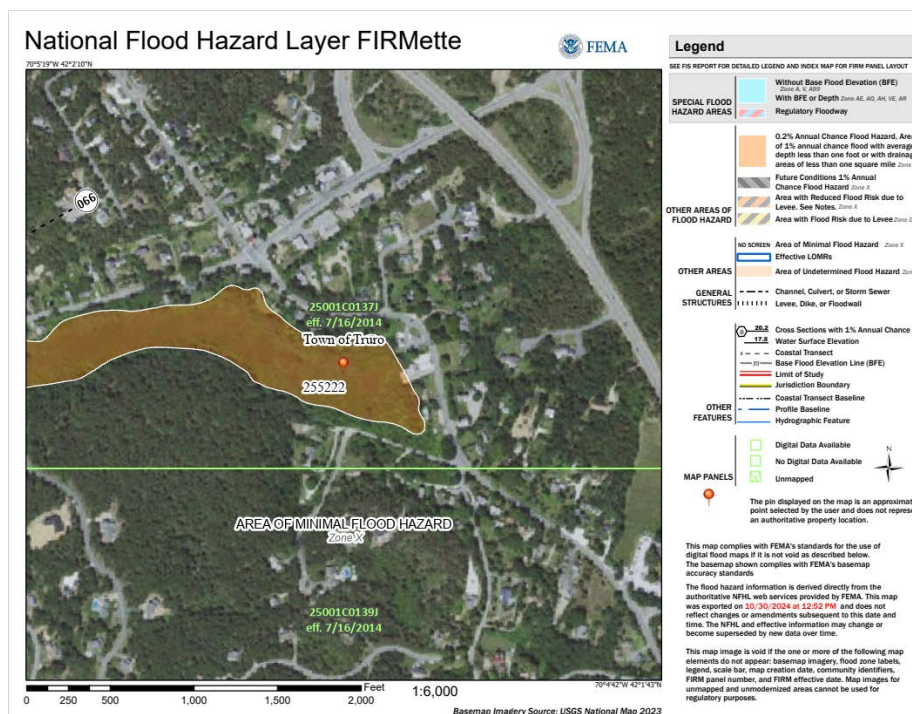 National Flood Hazard Layer FIRMette
FEMA
70°5'19"W 42°2'10"N
066
25001C0137J
eff. 7/16/2014
Town of Truro
255222
AREA OF MINIMAL FLOOD HAZARD
Zone X
25001C0139J
eff. 7/16/2014
0 250 500 1,000 1,500 2,000
Feet
1:6,000
70°4'42"W 42°1'43"N
Basemap Imagery Source: USGS National Map 2023
Legend
SEE FIS REPORT FOR DETAILED LEGEND AND INDEX MAP FOR FIRM PANEL LAYOUT
SPECIAL FLOOD
HAZARD AREAS
Without Base Flood Elevation (BFE)
Zone A, V, A99
With BFE or Depth Zone AE, AO, AH, VE, AR
Regulatory Floodway
0.2% Annual Chance Flood Hazard, Area
of 1% annual chance flood with average
depth less than one foot or with drainag
areas of less than one square mile Zone
Future Conditions 1% Annual
Chance Flood Hazard Zone X
Area with Reduced Flood Risk due to
Levee. See Notes. Zone X
Area with Flood Risk due to Levee Zone D
OTHER AREAS OF
FLOOD HAZARD
NO SCREEN Area of Minimal Flood Hazard Zone X
Effective LOMRs
Area of Undetermined Flood Hazard Zon
OTHER AREAS
GENERAL
STRUCTURES
Channel, Culvert, or Storm Sewer
Levee, Dike, or Floodwall
B 20.2 Cross Sections with 1% Annual Chance
17.5 Water Surface Elevation
Coastal Transect
Base Flood Elevation Line (BFE)
Limit of Study
Jurisdiction Boundary
Coastal Transect Baseline
Profile Baseline
Hydrographic Feature
OTHER
FEATURES
Digital Data Available
No Digital Data Available
Unmapped
MAP PANELS
N
The pin displayed on the map is an approximat
point selected by the user and does not represe
an authoritative property location.
This map complies with FEMA's standards for the use of
digital flood maps if it is not void as described below.
The basemap shown complies with FEMA's basemap
accuracy standards
The flood hazard information is derived directly from the
authoritative NFHL web services provided by FEMA. This map
was exported on 10/30/2024 at 12:52 PM and does not
reflect changes or amendments subsequent to this date and
time. The NFHL and effective information may change or
become superseded by new data over time.
This map image is void if the one or more of the following map
elements do not appear: basemap imagery, flood zone labels,
legend, scale bar, map creation date, community identifiers,
FIRM panel number, and FIRM effective date. Map images for
unmapped and unmodernized areas cannot be used for
regulatory purposes.